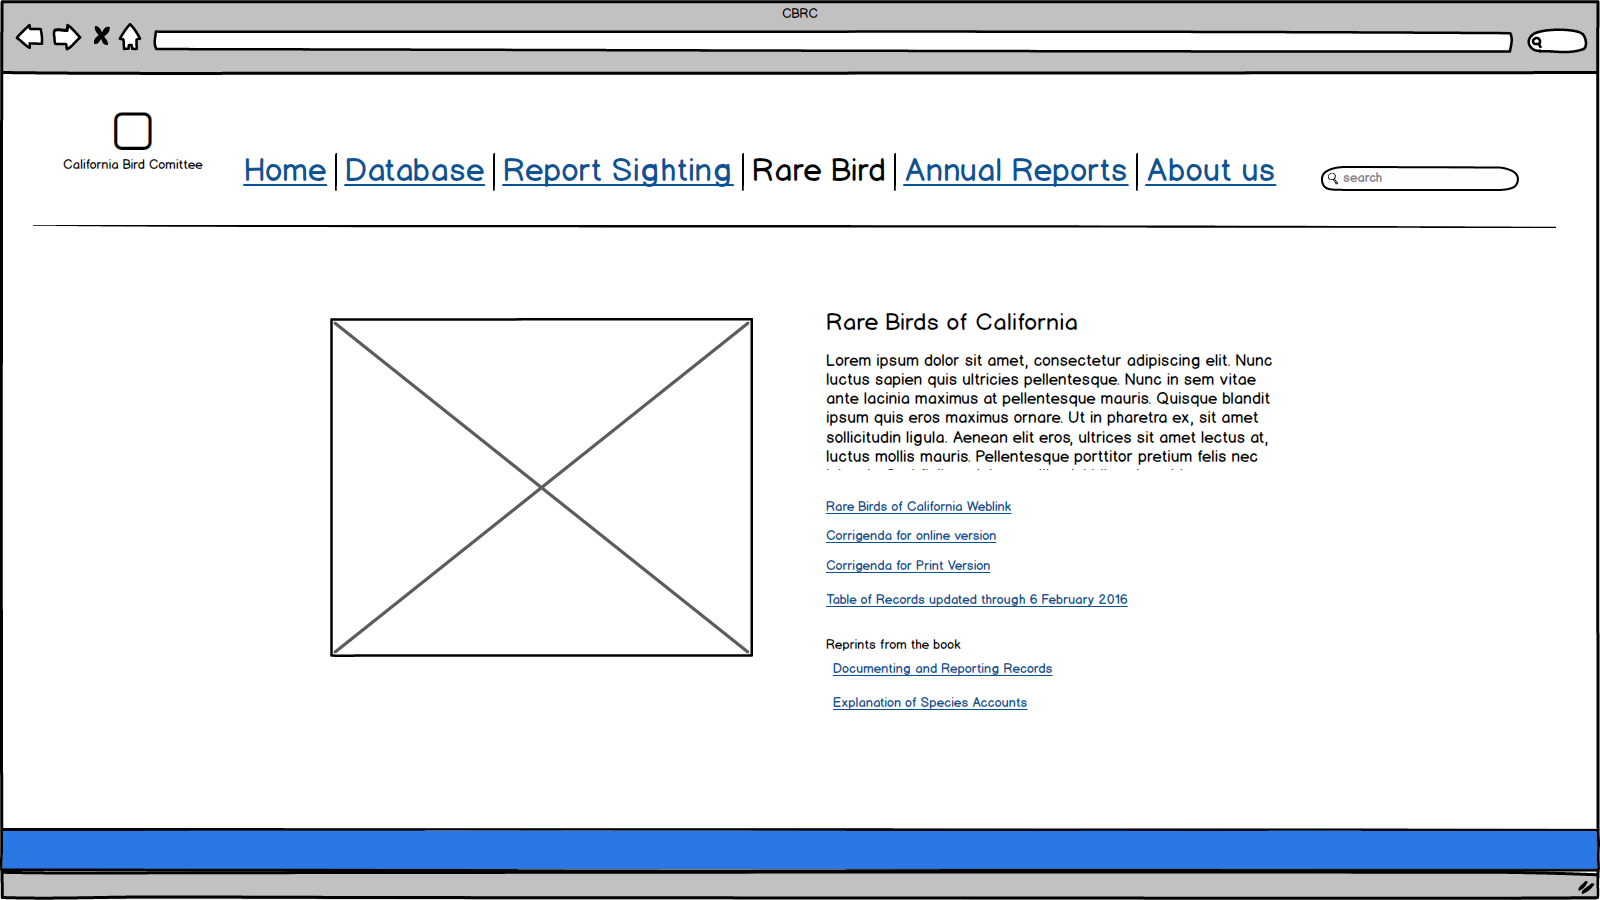 CBRC
California Bird Comittee
Home Database Report Sighting Rare Bird Annual Reports About us
search
Rare Birds of California
Lorem ipsum dolor sit amet, consectetur adipiscing elit. Nunc
luctus sapien quis ultricies pellentesque. Nunc in sem vitae
ante lacinia maximus at pellentesque mauris. Quisque blandit
ipsum quis eros maximus ornare. Ut in pharetra ex, sit amet
sollicitudin ligula. Aenean elit eros, ultrices sit amet lectus at,
luctus mollis mauris. Pellentesque porttitor pretium felis nec
Rare Birds of California Weblink
Corrigenda for online version
Corrigenda for Print Version
Table of Records updated through 6 February 2016
Reprints from the book
Documenting and Reporting Records
Explanation of Species Accounts